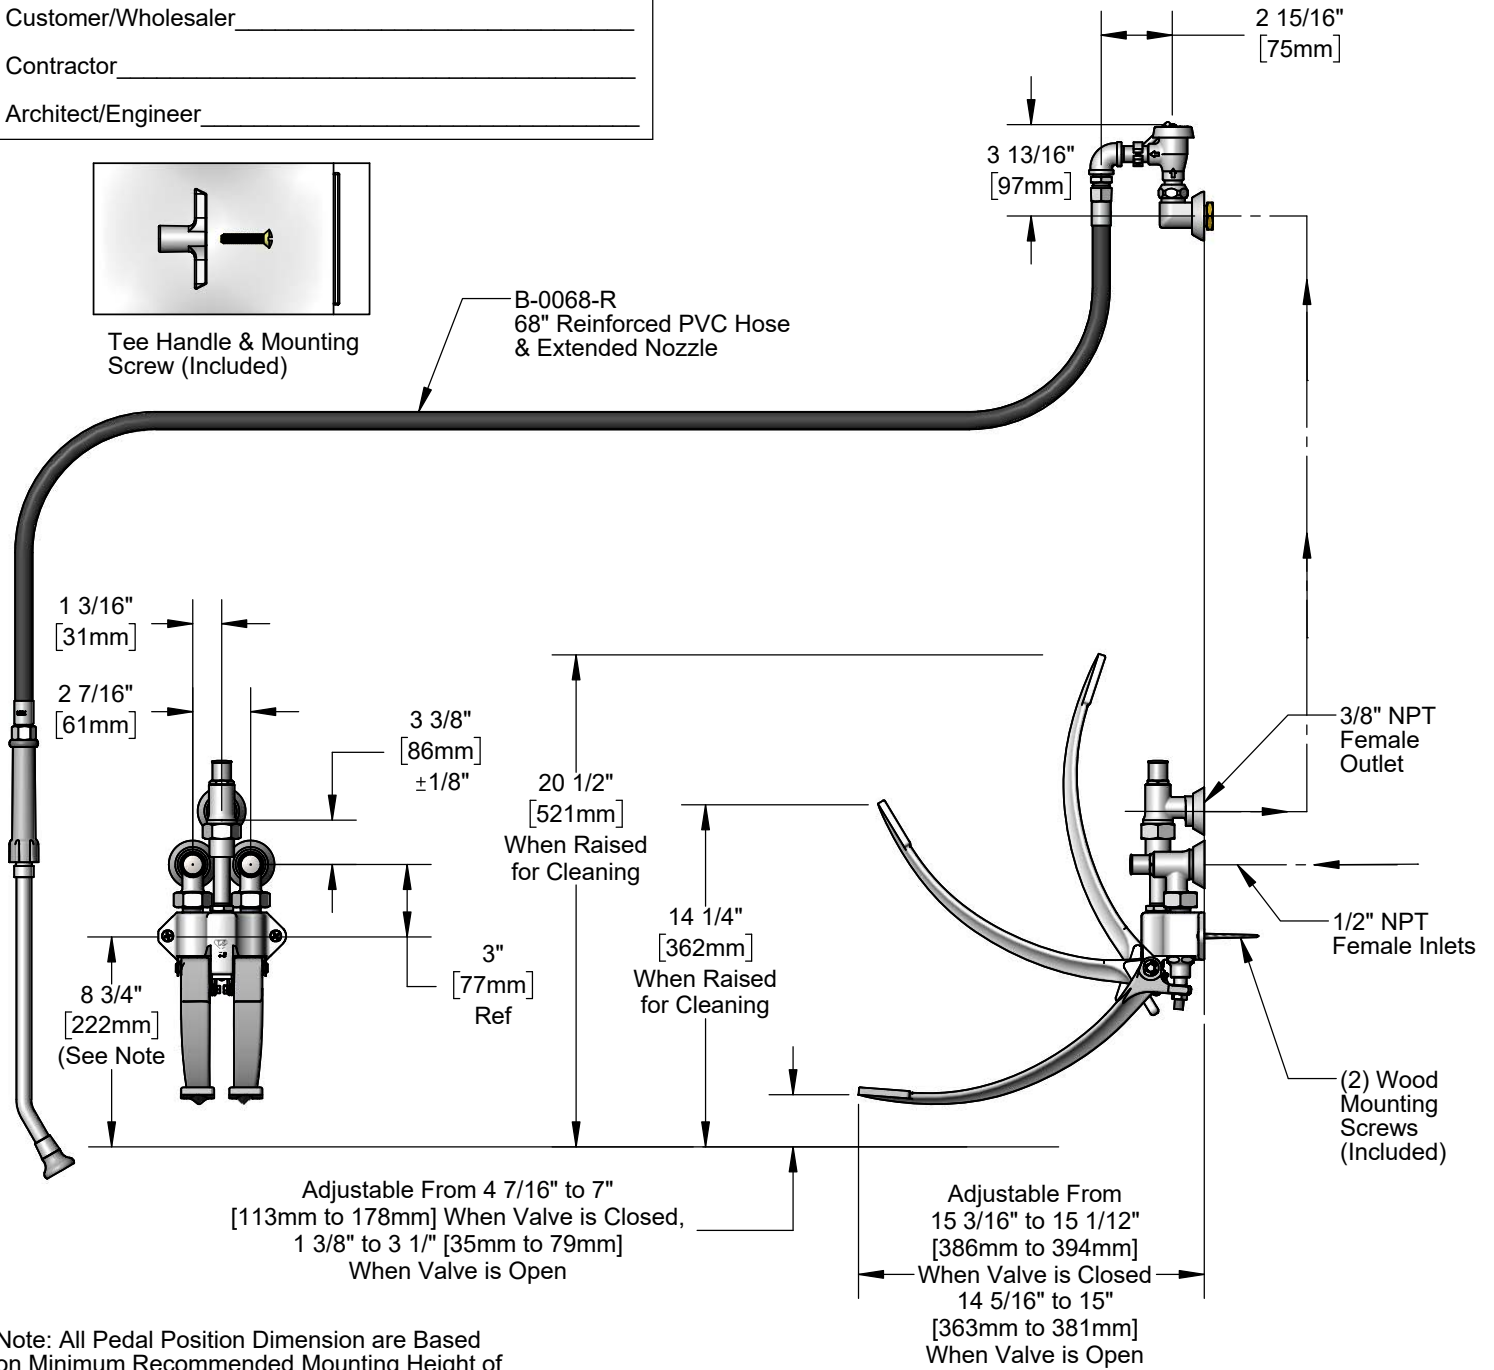 Customer/Wholesaler
Contractor
Architect/Engineer
2 15/16"
[75mm]
3 13/16"
[97mm]
Tee Handle & Mounting
Screw (Included)
B-0068-R
68" Reinforced PVC Hose
& Extended Nozzle
1 3/16"
[31mm]
2 7/16"
[61mm]
3 3/8"
[86mm]
±1/8"
20 1/2"
[521mm]
When Raised
for Cleaning
14 1/4"
[362mm]
When Raised
for Cleaning
3/8" NPT
Female
Outlet
1/2" NPT
Female Inlets
3"
[77mm]
Ref
8 3/4"
[222mm]
(See Note
(2) Wood
Mounting
Screws
(Included)
Adjustable From 4 7/16" to 7"
[113mm to 178mm] When Valve is Closed,
1 3/8" to 3 1/" [35mm to 79mm]
When Valve is Open
Adjustable From
15 3/16" to 15 1/12"
[386mm to 394mm]
When Valve is Closed
14 5/16" to 15"
[363mm to 381mm]
When Valve is Open
Note: All Pedal Position Dimension are Based
on Minimum Recommended Mounting Height of